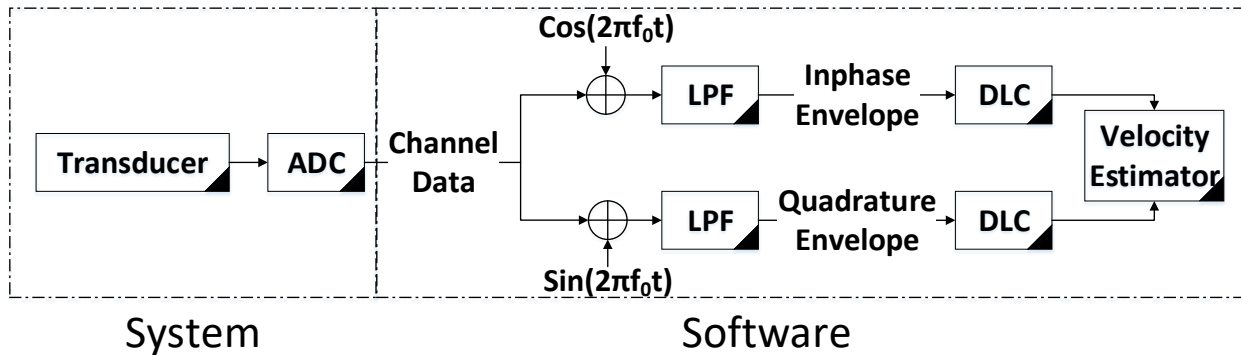 Cos(2πf₀t)
LPF
Inphase
Envelope
DLC
Transducer
ADC
Channel
Data
Velocity
Estimator
LPF
Quadrature
Envelope
DLC
Sin(2πf₀t)
System
Software